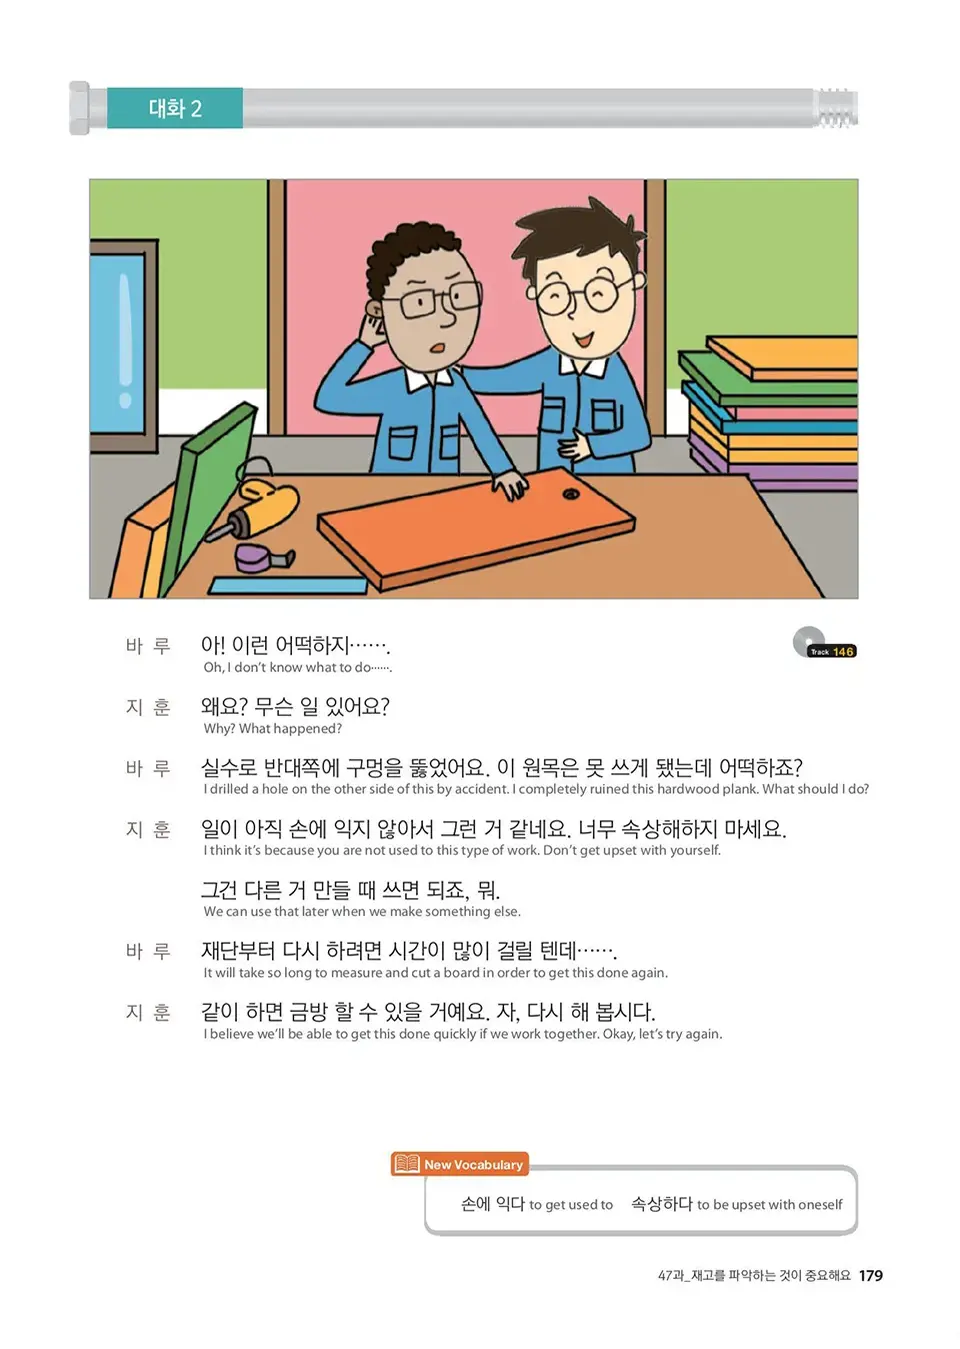 대화 2
바 루 아! 이런 어떡하지…….
Oh, I don't know what to do…….
Track 146
지 훈 왜요? 무슨 일 있어요?
Why? What happened?
바 루 실수로 반대쪽에 구멍을 뚫었어요. 이 원목은 못 쓰게 됐는데 어떡하죠?
I drilled a hole on the other side of this by accident. I completely ruined this hardwood plank. What should I do?
지 훈 일이 아직 손에 익지 않아서 그런 거 같네요. 너무 속상해하지 마세요.
I think it's because you are not used to this type of work. Don't get upset with yourself.
그건 다른 거 만들 때 쓰면 되죠, 뭐.
We can use that later when we make something else.
바 루 재단부터 다시 하려면 시간이 많이 걸릴 텐데…….
It will take so long to measure and cut a board in order to get this done again.
지 훈 같이 하면 금방 할 수 있을 거예요. 자, 다시 해 봅시다.
I believe we'll be able to get this done quickly if we work together. Okay, let's try again.
New Vocabulary
손에 익다 to get used to 속상하다 to be upset with oneself
47과_재고를 파악하는 것이 중요해요 179